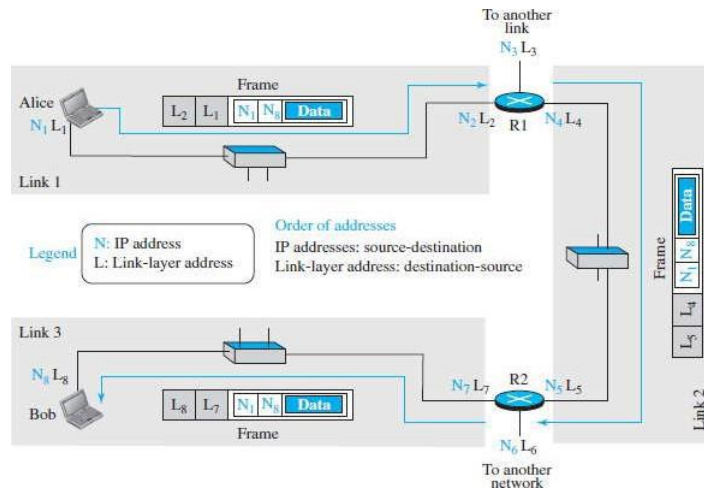 To another
link
N3 L3
Frame
Alice
N1 L1
L2 L1 N1 N8 Data
N2 L2 R1 N4 L4
Link 1
Legend
N: IP address
L: Link-layer address
Order of addresses
IP addresses: source-destination
Link-layer address: destination-source
Frame
L5 L4 N1 N8 Data
Link 2
Link 3
N8 L8
Bob
L8 L7 N1 N8 Data
Frame
N7 L7 R2 N5 L5
N6 L6
To another
network